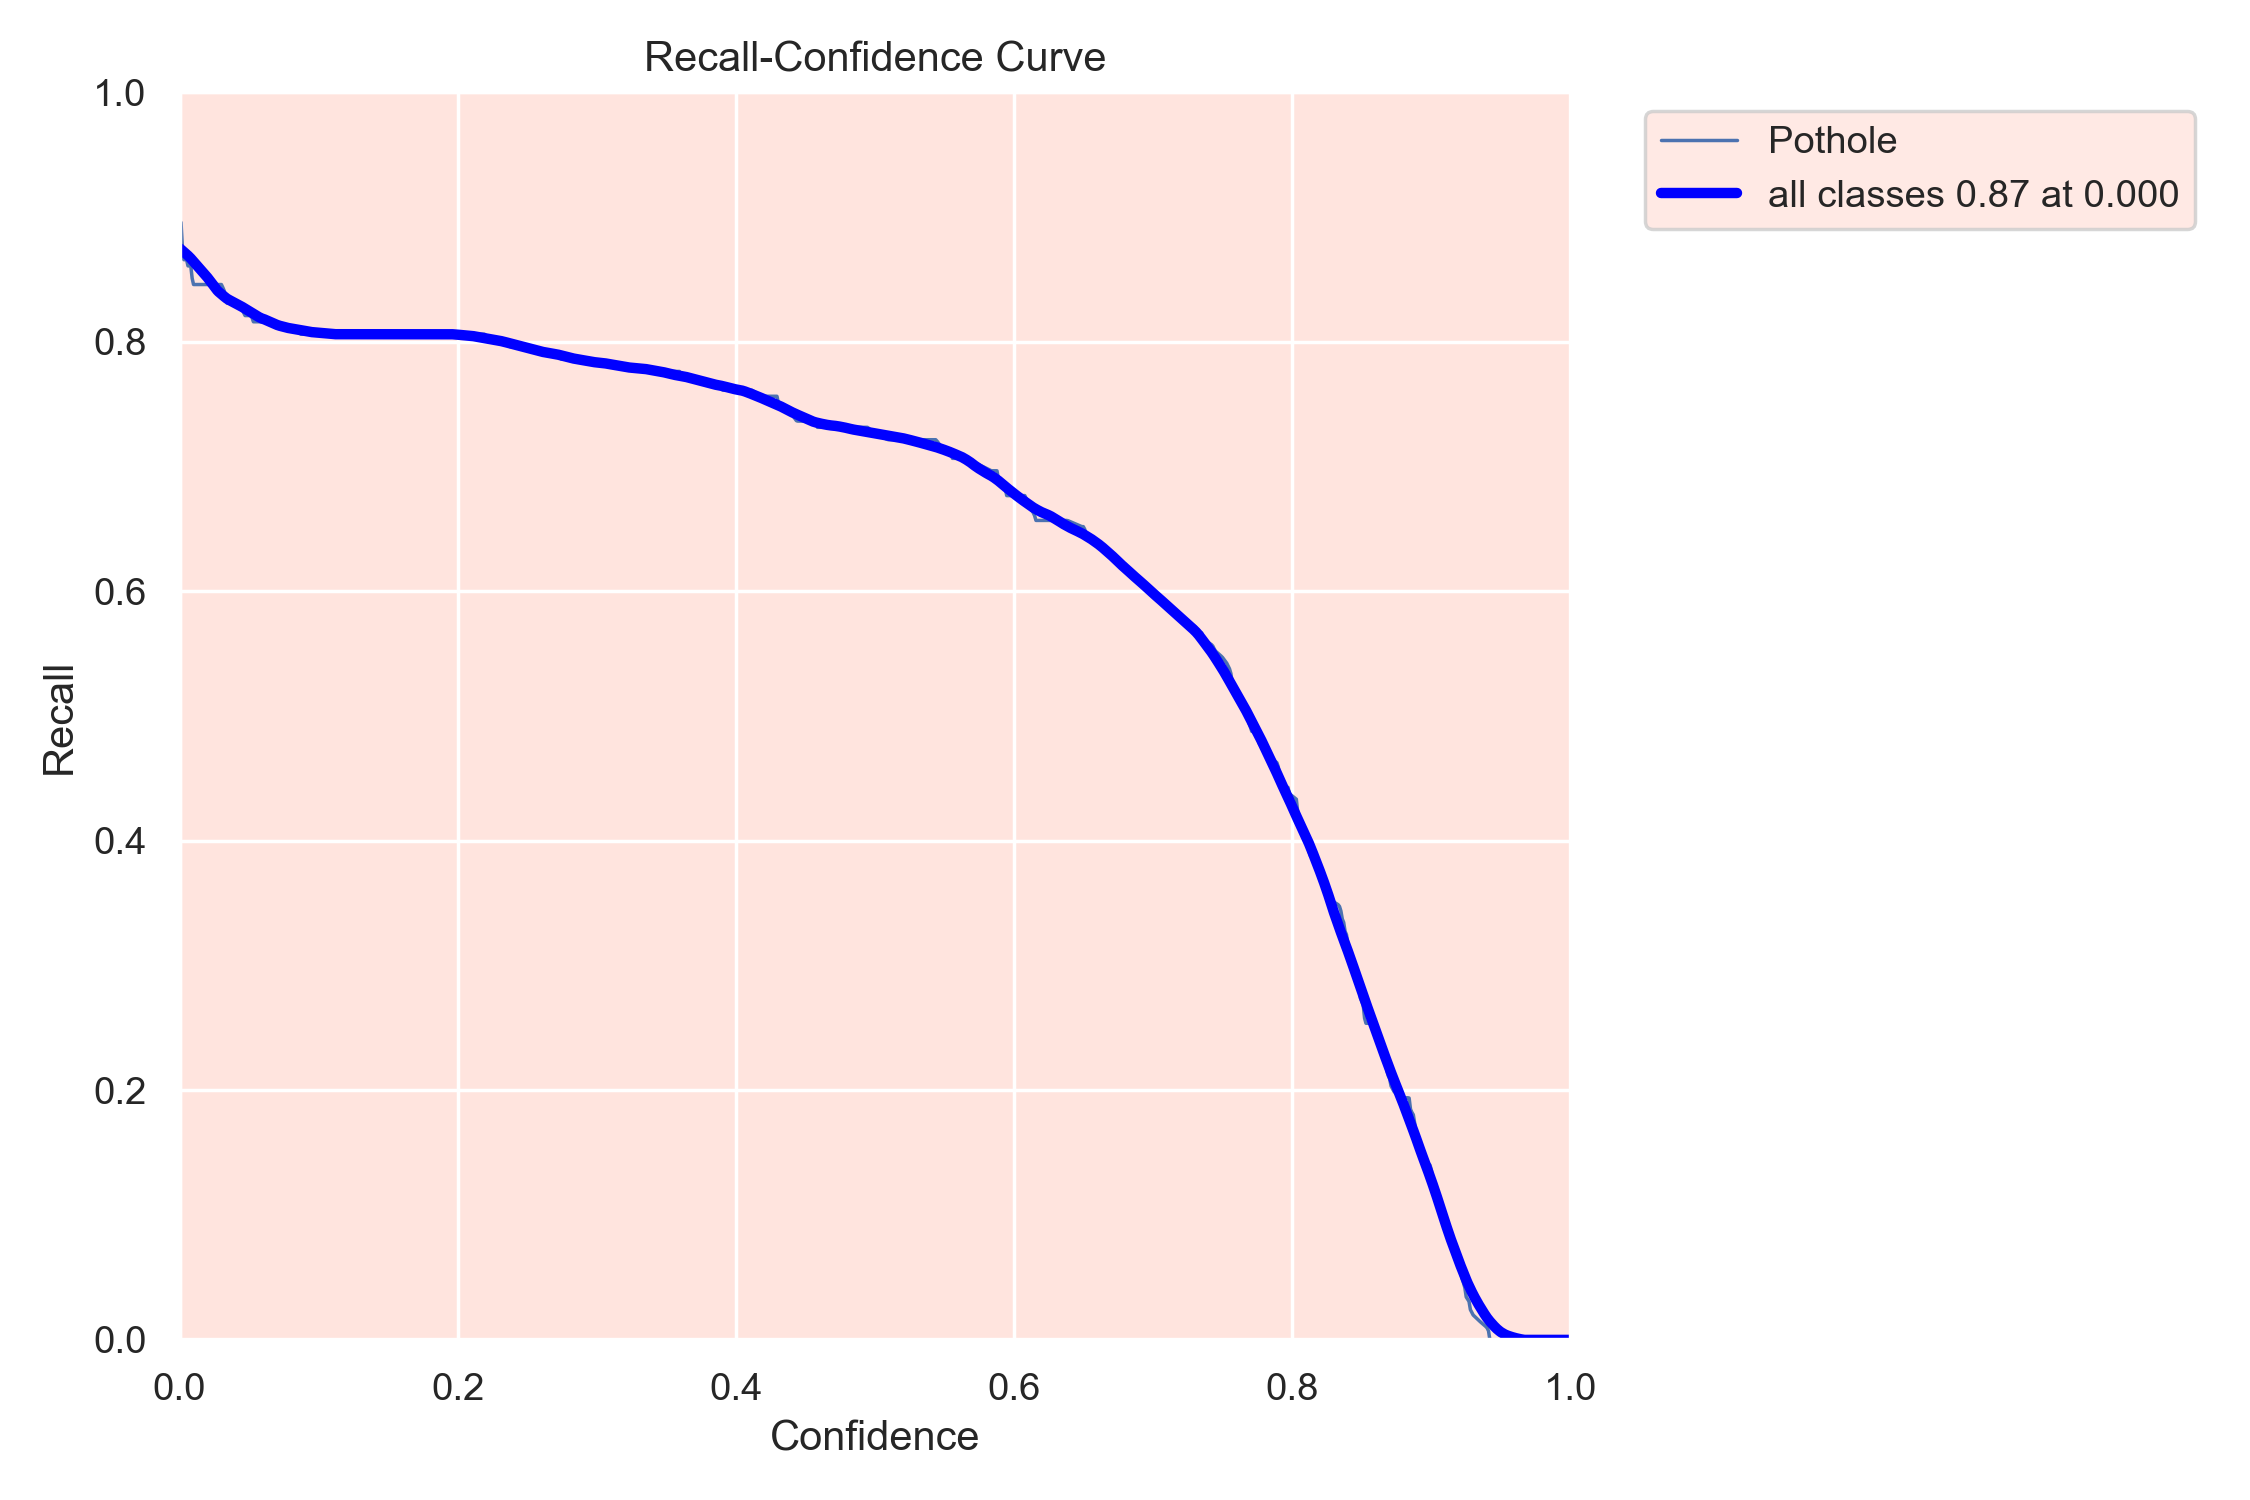 Recall-Confidence Curve
1.0
0.8
0.6
0.4
0.2
0.0
Recall
0.0 0.2 0.4 0.6 0.8 1.0
Confidence
Pothole
all classes 0.87 at 0.000